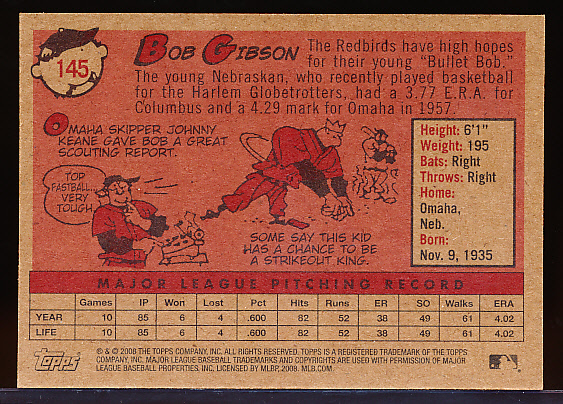 145
BOB GIBSON
The Redbirds have high hopes
for their young "Bullet Bob."
The young Nebraskan, who recently played basketball
for the Harlem Globetrotters, had a 3.77 E.R.A. for
Columbus and a 4.29 mark for Omaha in 1957.
OMAHA SKIPPER JOHNNY
KEANE GAVE BOB A GREAT
SCOUTING REPORT.
TOP
FASTBALL...
VERY
TOUGH.
SOME SAY THIS KID
HAS A CHANCE TO BE
A STRIKEOUT KING.
Height: 6'1"
Weight: 195
Bats: Right
Throws: Right
Home:
Omaha,
Neb.
Born:
Nov. 9, 1935
MAJOR LEAGUE PITCHING RECORD
Games IP Won Lost Pct Hits Runs ER SO Walks ERA
YEAR 10 85 6 4 .600 82 52 38 49 61 4.02
LIFE 10 85 6 4 .600 82 52 38 49 61 4.02
Topps
® & © 2008 THE TOPPS COMPANY, INC. ALL RIGHTS RESERVED. TOPPS IS A REGISTERED TRADEMARK OF THE TOPPS
COMPANY, INC. MAJOR LEAGUE BASEBALL TRADEMARKS AND COPYRIGHTS ARE USED WITH PERMISSION OF MAJOR
LEAGUE BASEBALL PROPERTIES, INC. LICENSED BY MLBP, 2008. MLB.COM